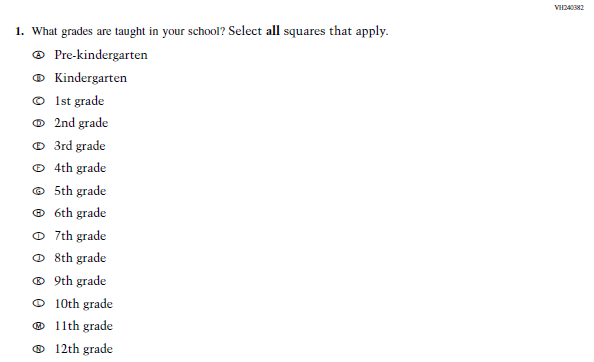 VH240382
1. What grades are taught in your school? Select all squares that apply.
A Pre-kindergarten
B Kindergarten
C 1st grade
D 2nd grade
E 3rd grade
F 4th grade
G 5th grade
H 6th grade
I 7th grade
J 8th grade
K 9th grade
L 10th grade
M 11th grade
N 12th grade